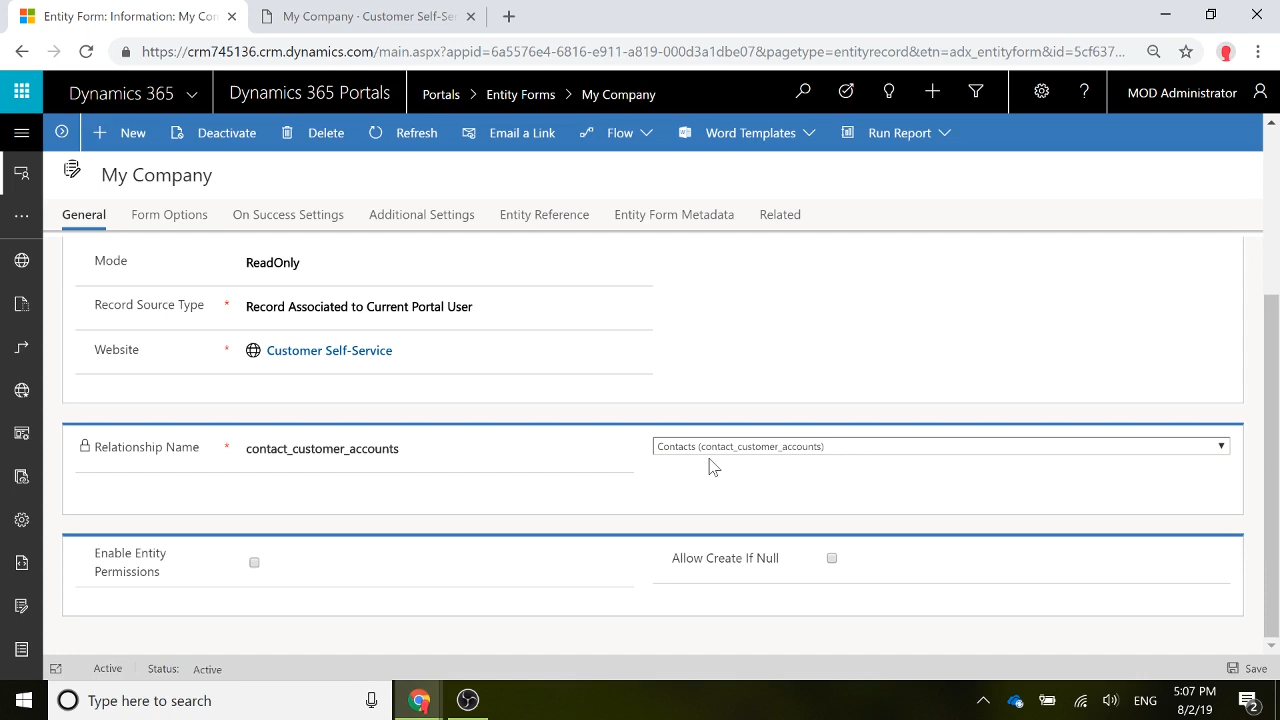 Entity Form: Information: My Con
My Company · Customer Self-Se
https://crm745136.crm.dynamics.com/main.aspx?appid=6a5576e4-6816-e911-a819-000d3a1dbe07&pagetype=entityrecord&etn=adx_entityform&id=5cf637...
Dynamics 365
Dynamics 365 Portals
Portals > Entity Forms > My Company
MOD Administrator
New
Deactivate
Delete
Refresh
Email a Link
Flow
Word Templates
Run Report
My Company
General
Form Options
On Success Settings
Additional Settings
Entity Reference
Entity Form Metadata
Related
Mode
ReadOnly
Record Source Type *
Record Associated to Current Portal User
Website *
Customer Self-Service
Relationship Name *
contact_customer_accounts
Contacts (contact_customer_accounts)
Enable Entity
Permissions
Allow Create If Null
Active
Status: Active
Save
Type here to search
ENG
5:07 PM
8/2/19
2